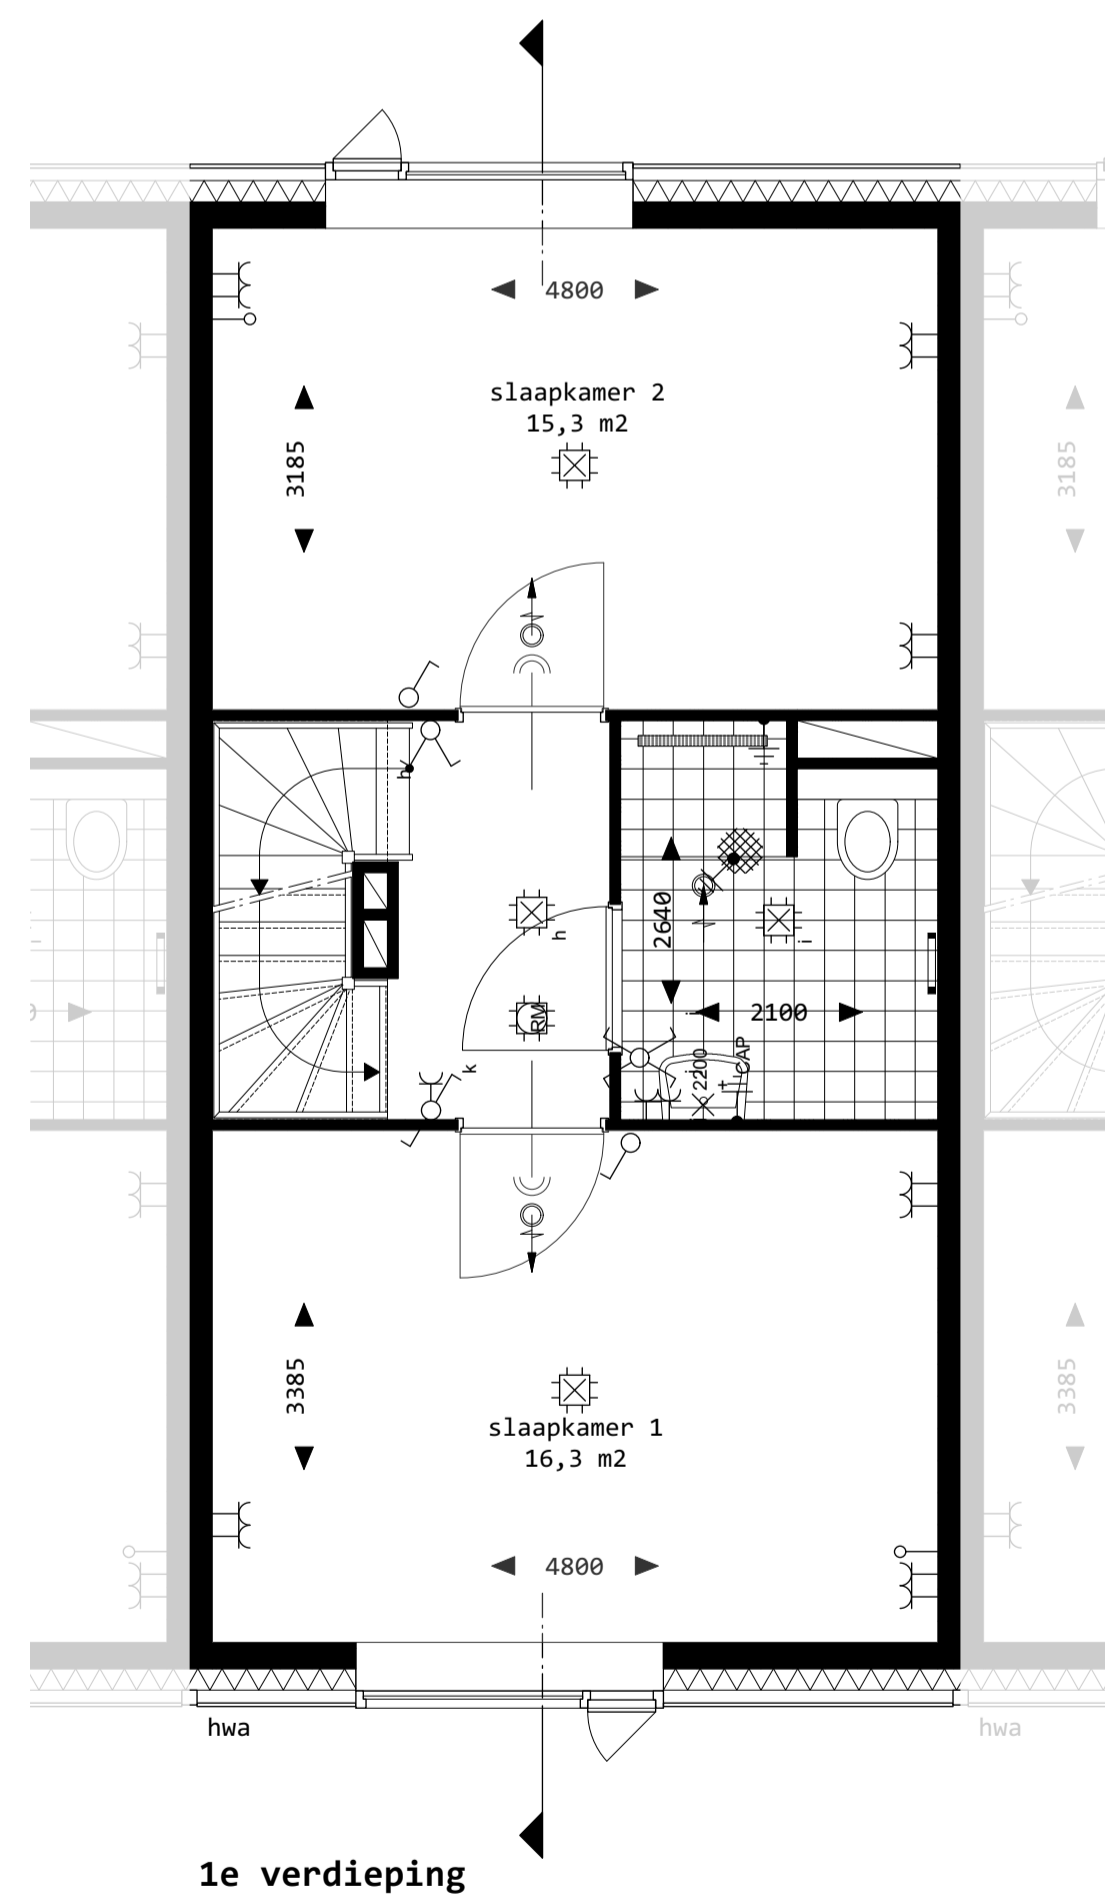 4800
slaapkamer 2
15,3 m2
3185
3185
h
2640
h
i
2100
RM
i
k
2200+
CAP
3385
3385
slaapkamer 1
16,3 m2
4800
hwa
hwa
1e verdieping